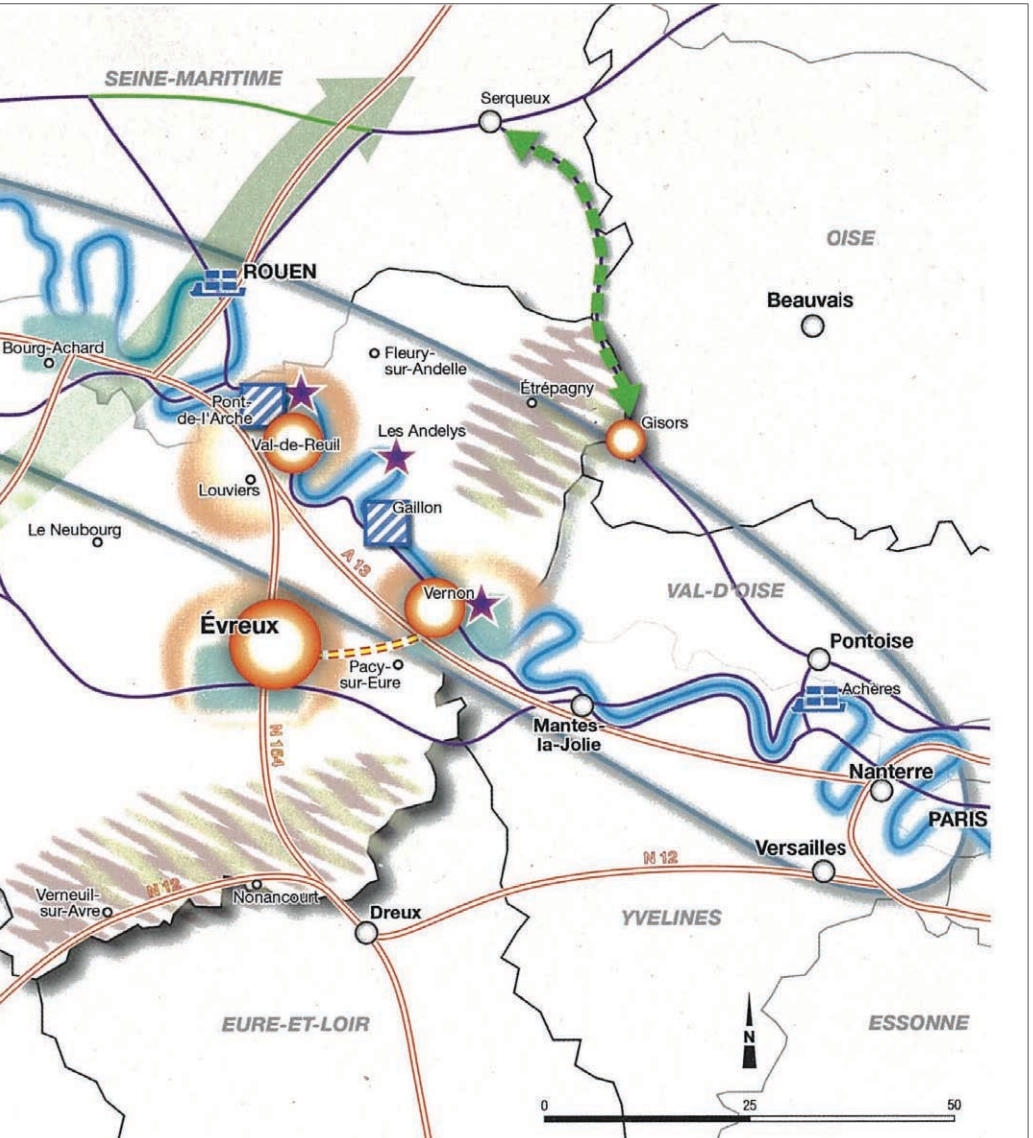 SEINE-MARITIME
Serqueux
OISE
ROUEN
Beauvais
Bourg-Achard
Fleury-
sur-Andelle
Étrépagny
Pont-
de-l'Arche
Gisors
Les Andelys
Val-de-Reuil
Louviers
Gaillon
Le Neubourg
A 13
VAL-D'OISE
Vernon
Évreux
Pontoise
Pacy-
sur-Eure
Achères
Mantes-
la-Jolie
N 154
Nanterre
PARIS
Versailles
N 12
N 12
Verneuil-
sur-Avre
Nonancourt
Dreux
YVELINES
EURE-ET-LOIR
ESSONNE
N
0
25
50